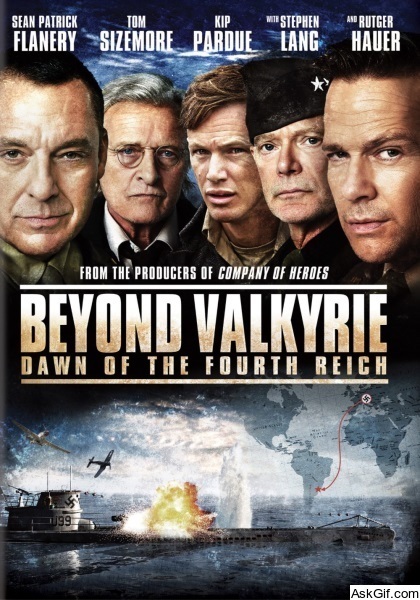 SEAN PATRICK FLANERY
TOM SIZEMORE
KIP PARDUE
WITH STEPHEN LANG
AND RUTGER HAUER
FROM THE PRODUCERS OF COMPANY OF HEROES
BEYOND VALKYRIE
DAWN OF THE FOURTH REICH
U99
AskGif.com